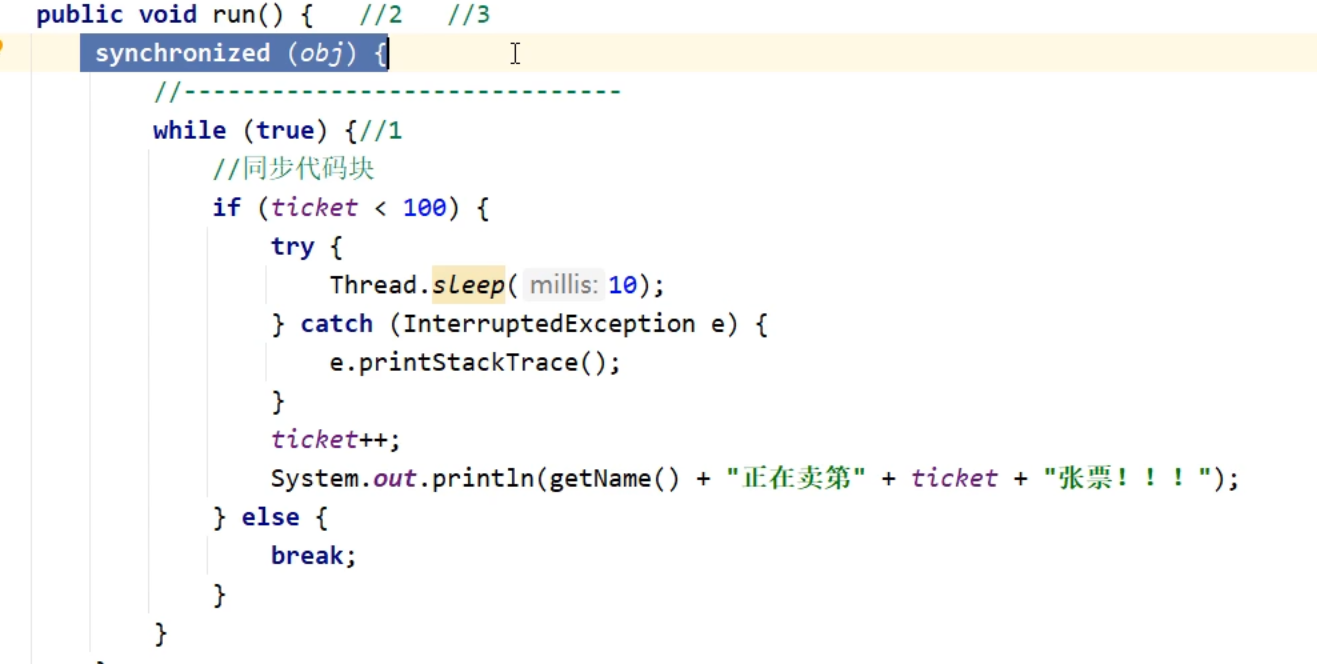 public void run() {   //2   //3
synchronized (obj) {
//------------------------------
while (true) {//1
//同步代码块
if (ticket < 100) {
try {
Thread.sleep( millis: 10);
} catch (InterruptedException e) {
e.printStackTrace();
}
ticket++;
System.out.println(getName() + "正在卖第" + ticket + "张票！！！");
} else {
break;
}
}